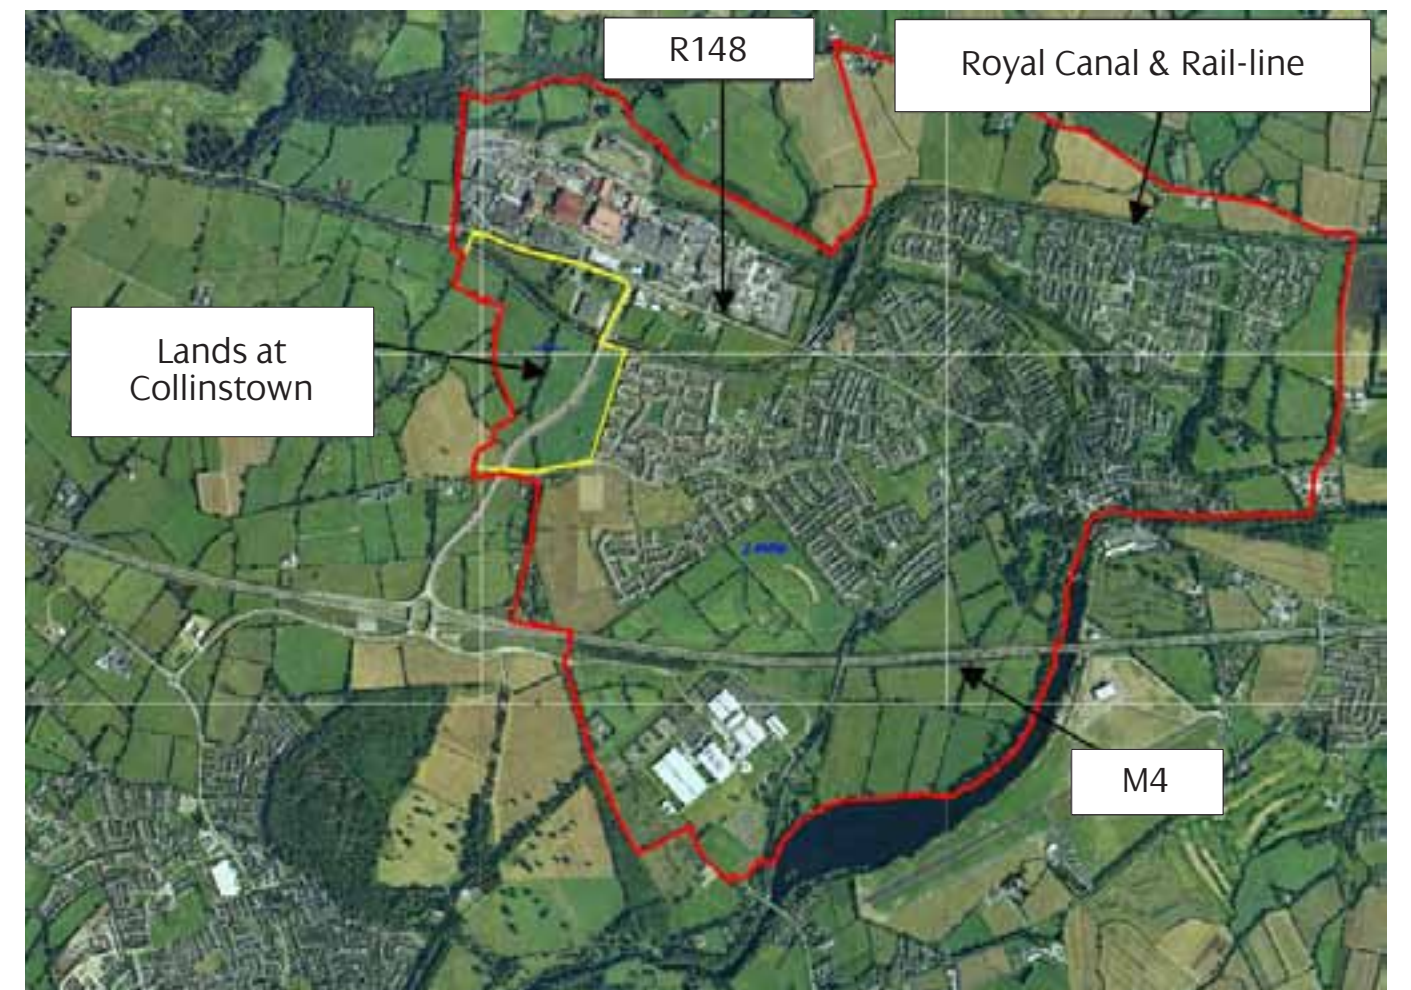 R148
Royal Canal & Rail-line
Lands at
Collinstown
M4